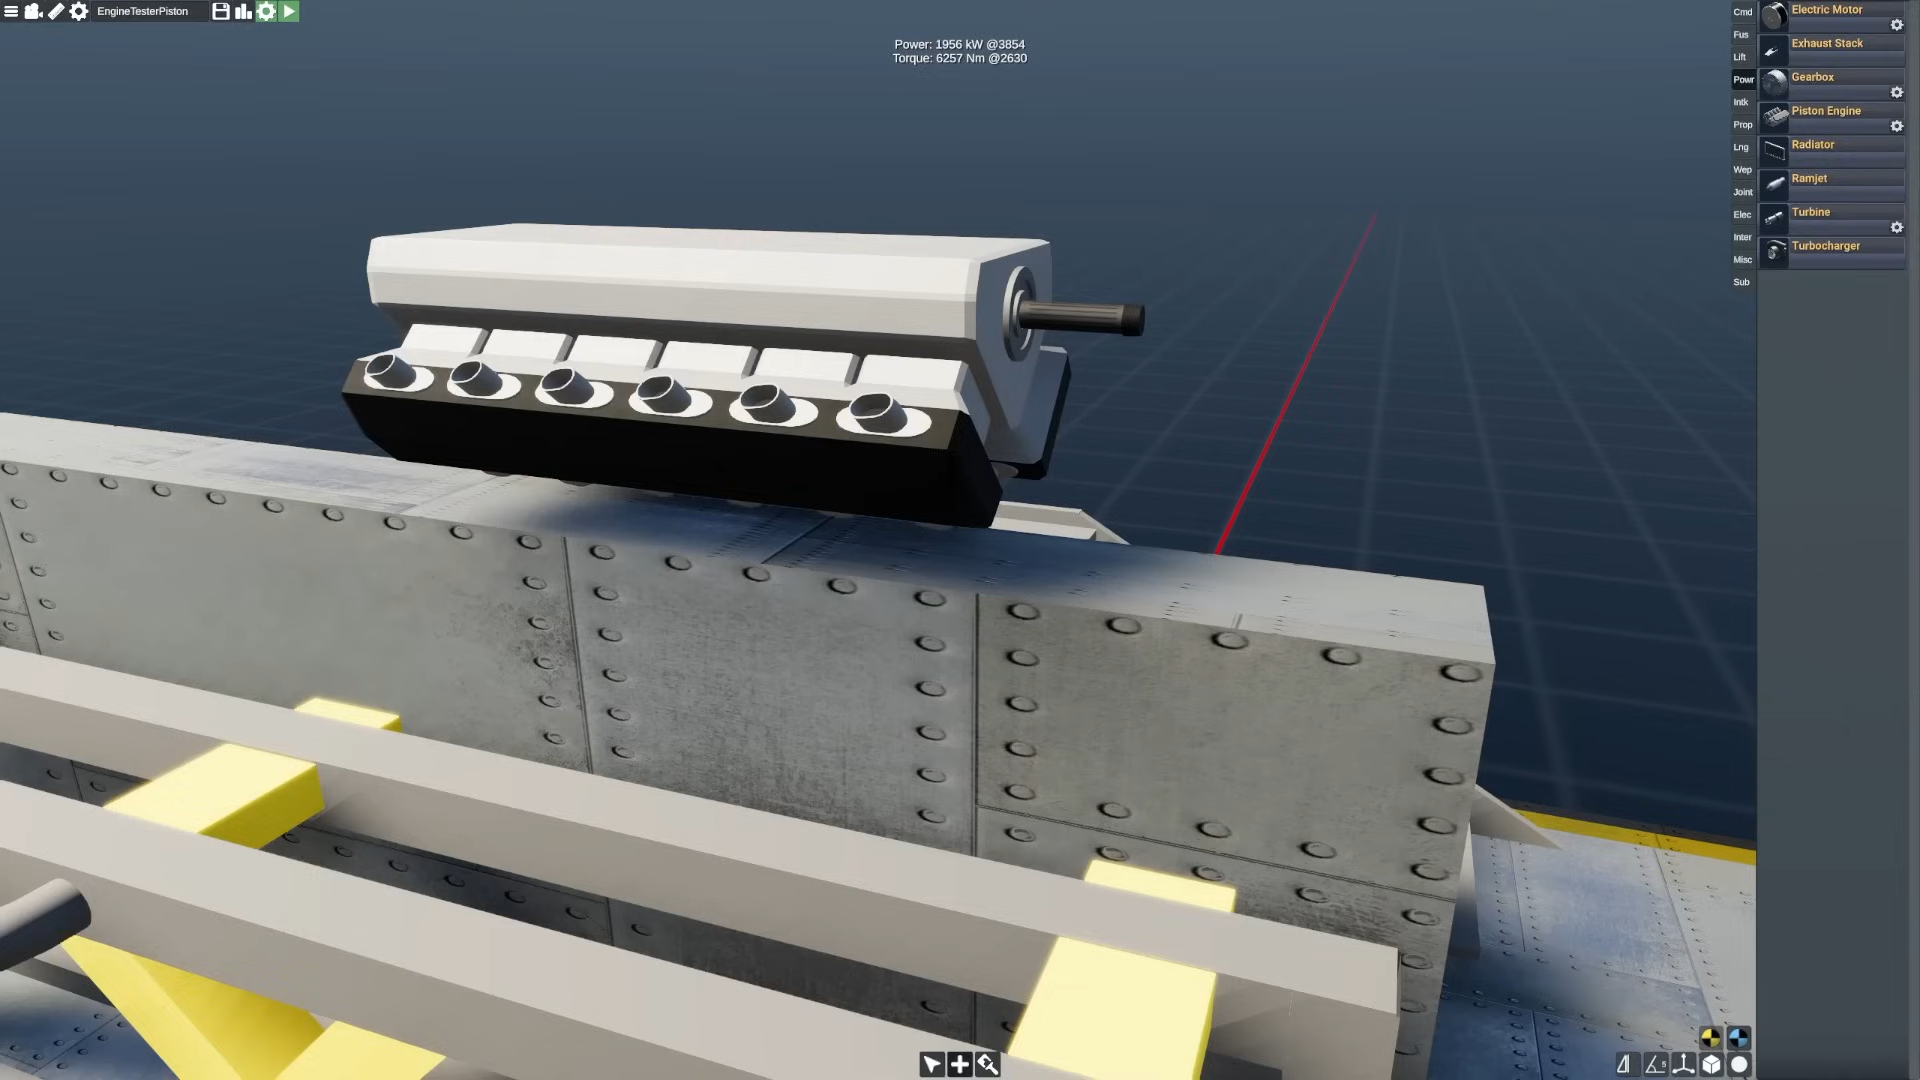 EngineTesterPiston
Power: 1956 kW @3854
Torque: 6257 Nm @2630
Cmd
Fus
Lift
Powr
Intk
Prop
Lng
Wep
Joint
Elec
Inter
Misc
Sub
Electric Motor
Exhaust Stack
Gearbox
Piston Engine
Radiator
Ramjet
Turbine
Turbocharger
5